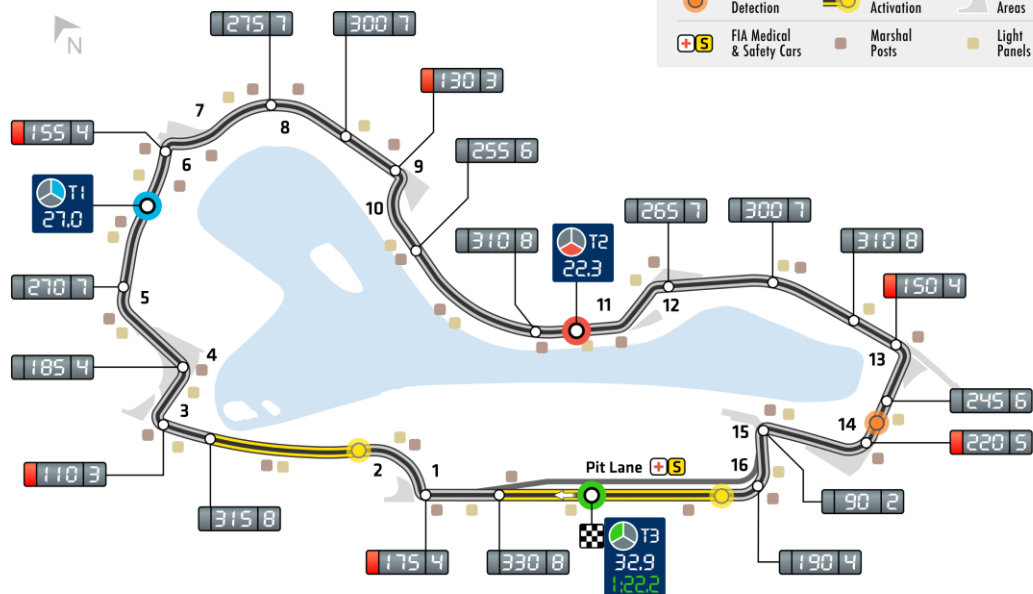 Detection
Activation
Areas
FIA Medical
& Safety Cars
Marshal
Posts
Light
Panels
S
N
275 7
300 7
130 3
7
8
9
155 4
6
255 6
T1
27.0
10
265 7
300 7
310 8
T2
22.3
310 8
270 7
5
11
12
150 4
4
13
185 4
245 6
3
14
15
220 5
2
Pit Lane S
16
110 3
1
90 2
315 8
T3
175 4
330 8
32.9
1:22.2
190 4